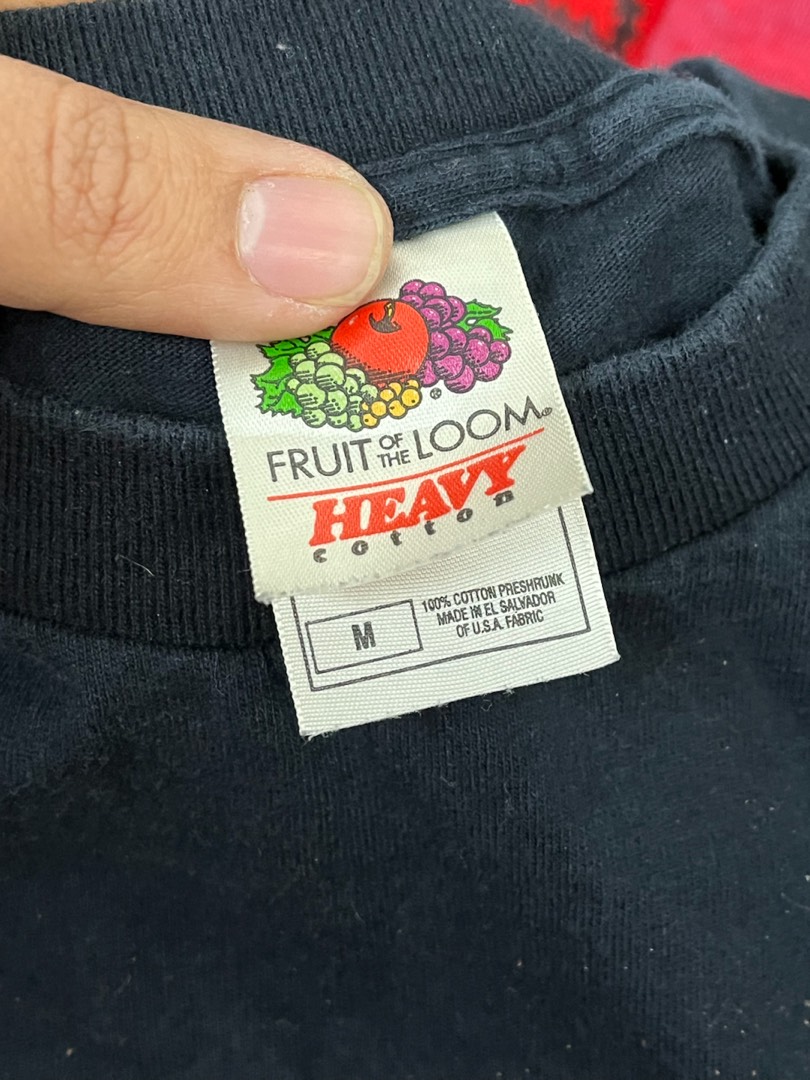 FRUIT OF THE LOOM®
HEAVY
cotton
M
100% COTTON PRESHRUNK
MADE IN EL SALVADOR
OF U.S.A. FABRIC